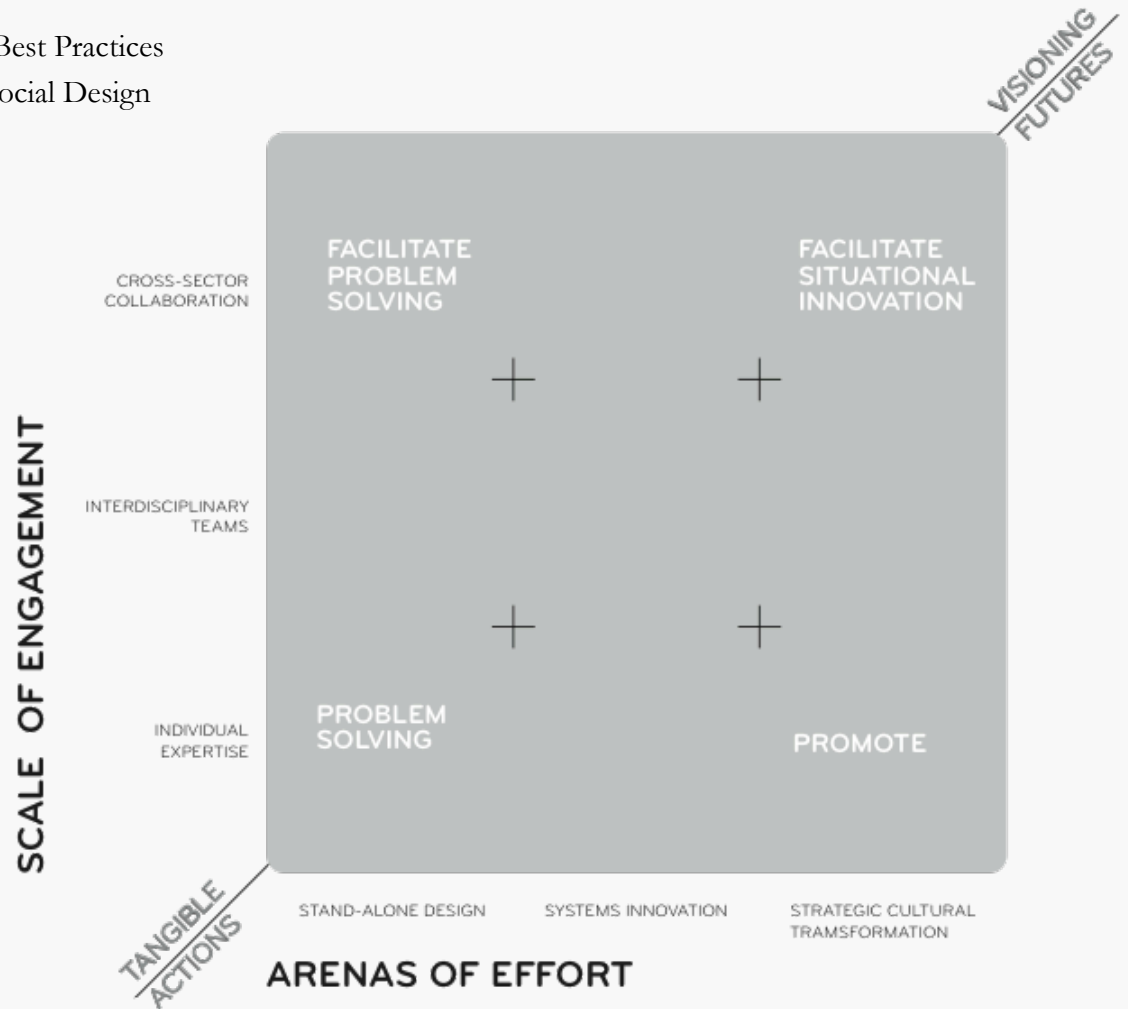 Best Practices
ocial Design
VISIONING
FUTURES
FACILITATE
PROBLEM
SOLVING
FACILITATE
SITUATIONAL
INNOVATION
CROSS-SECTOR
COLLABORATION
SCALE OF ENGAGEMENT
INTERDISCIPLINARY
TEAMS
PROBLEM
SOLVING
PROMOTE
INDIVIDUAL
EXPERTISE
TANGIBLE
ACTIONS
STAND-ALONE DESIGN
SYSTEMS INNOVATION
STRATEGIC CULTURAL
TRAMSFORMATION
ARENAS OF EFFORT